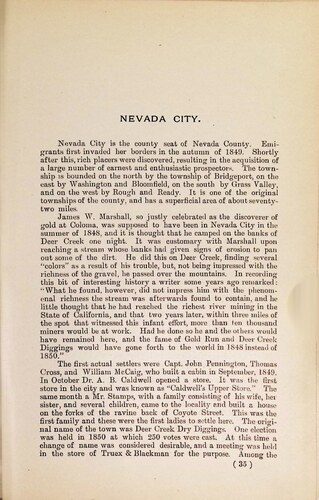 NEVADA CITY.
Nevada City is the county seat of Nevada County. Emi-
grants first invaded her borders in the autumn of 1849. Shortly
after this, rich placers were discovered, resulting in the acquisition of
a large number of earnest and enthusiastic prospectors. The town-
ship is bounded on the north by the township of Bridgeport, on the
east by Washington and Bloomfield, on the south by Grass Valley,
and on the west by Rough and Ready. It is one of the original
townships of the county, and has a superficial area of about seventy-
two miles.
James W. Marshall, so justly celebrated as the discoverer of
gold at Coloma, was supposed to have been in Nevada City in the
summer of 1848, and it is thought that he camped on the banks of
Deer Creek one night. It was customary with Marshall upon
reaching a stream whose banks had given signs of erosion to pan
out some of the dirt. He did this on Deer Creek, finding several
"colors" as a result of his trouble, but, not being impressed with the
richness of the gravel, he passed over the mountains. In recording
this bit of interesting history a writer some years ago remarked:
"What he found, however, did not impress him with the phenom-
enal richness the stream was afterwards found to contain, and he
little thought that he had reached the richest river mining in the
State of California, and that two years later, within three miles of
the spot that witnessed this infant effort, more than ten thousand
miners would be at work. Had he done so he and the others would
have remained here, and the fame of Gold Run and Deer Creek
Diggings would have gone forth to the world in 1848 instead of
1850."
The first actual settlers were Capt. John Pennington, Thomas
Cross, and William McCaig, who built a cabin in September, 1849.
In October Dr. A. B. Caldwell opened a store. It was the first
store in the city and was known as "Caldwell's Upper Store." The
same month a Mr. Stamps, with a family consisting of his wife, her
sister, and several children, came to the locality and built a house
on the forks of the ravine back of Coyote Street. This was the
first family and these were the first ladies to settle here. The origi-
nal name of the town was Deer Creek Dry Diggings. One election
was held in 1850 at which 250 votes were cast. At this time a
change of name was considered desirable, and a meeting was held
in the store of Truex & Blackman for the purpose. Among the
(35)